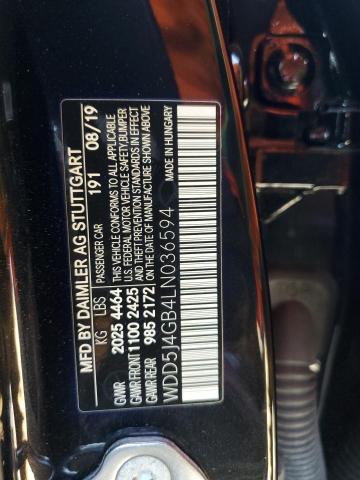 MFD BY DAIMLER AG STUTTGART
PASSENGER CAR 191 08/19
KG LBS
GVWR 2025 4464
GAWR FRONT 1100 2425
GAWR REAR 985 2172
THIS VEHICLE CONFORMS TO ALL APPLICABLE
U.S. FEDERAL MOTOR VEHICLE SAFETY,BUMPER
AND THEFT PREVENTION STANDARDS IN EFFECT
ON THE DATE OF MANUFACTURE SHOWN ABOVE
WDD5J4GB4LN036594
MADE IN HUNGARY